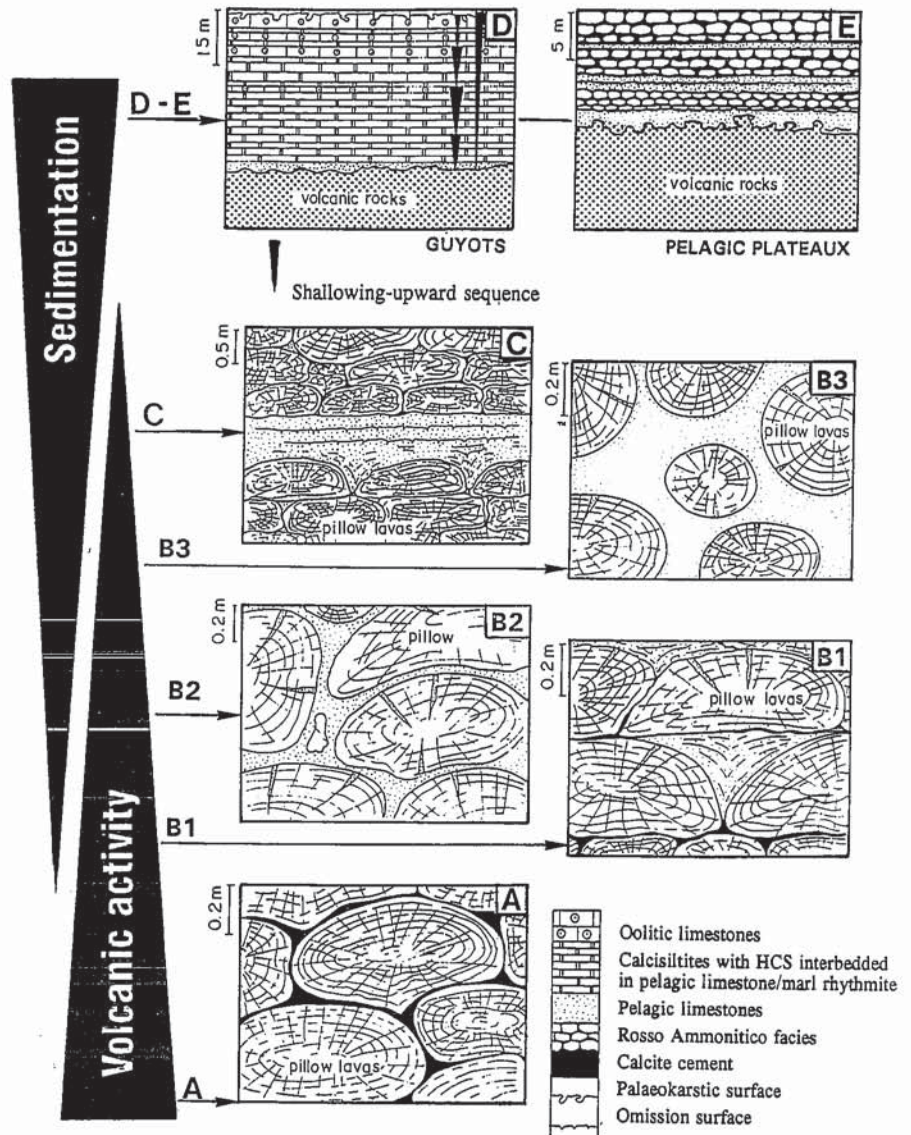 15 m
D
5 m
E
D - E
volcanic rocks
volcanic rocks
GUYOTS
PELAGIC PLATEAUX
Shallowing-upward sequence
Sedimentation
0.5 m
C
0.2 m
B3
C
pillow lavas
pillow lavas
B3
0.2 m
B2
pillow
0.2 m
B1
pillow lavas
B2
B1
Volcanic activity
0.2 m
A
pillow lavas
A
Oolitic limestones
Calcisiltites with HCS interbedded
in pelagic limestone/marl rhythmite
Pelagic limestones
Rosso Ammonitico facies
Calcite cement
Palaeokarstic surface
Omission surface